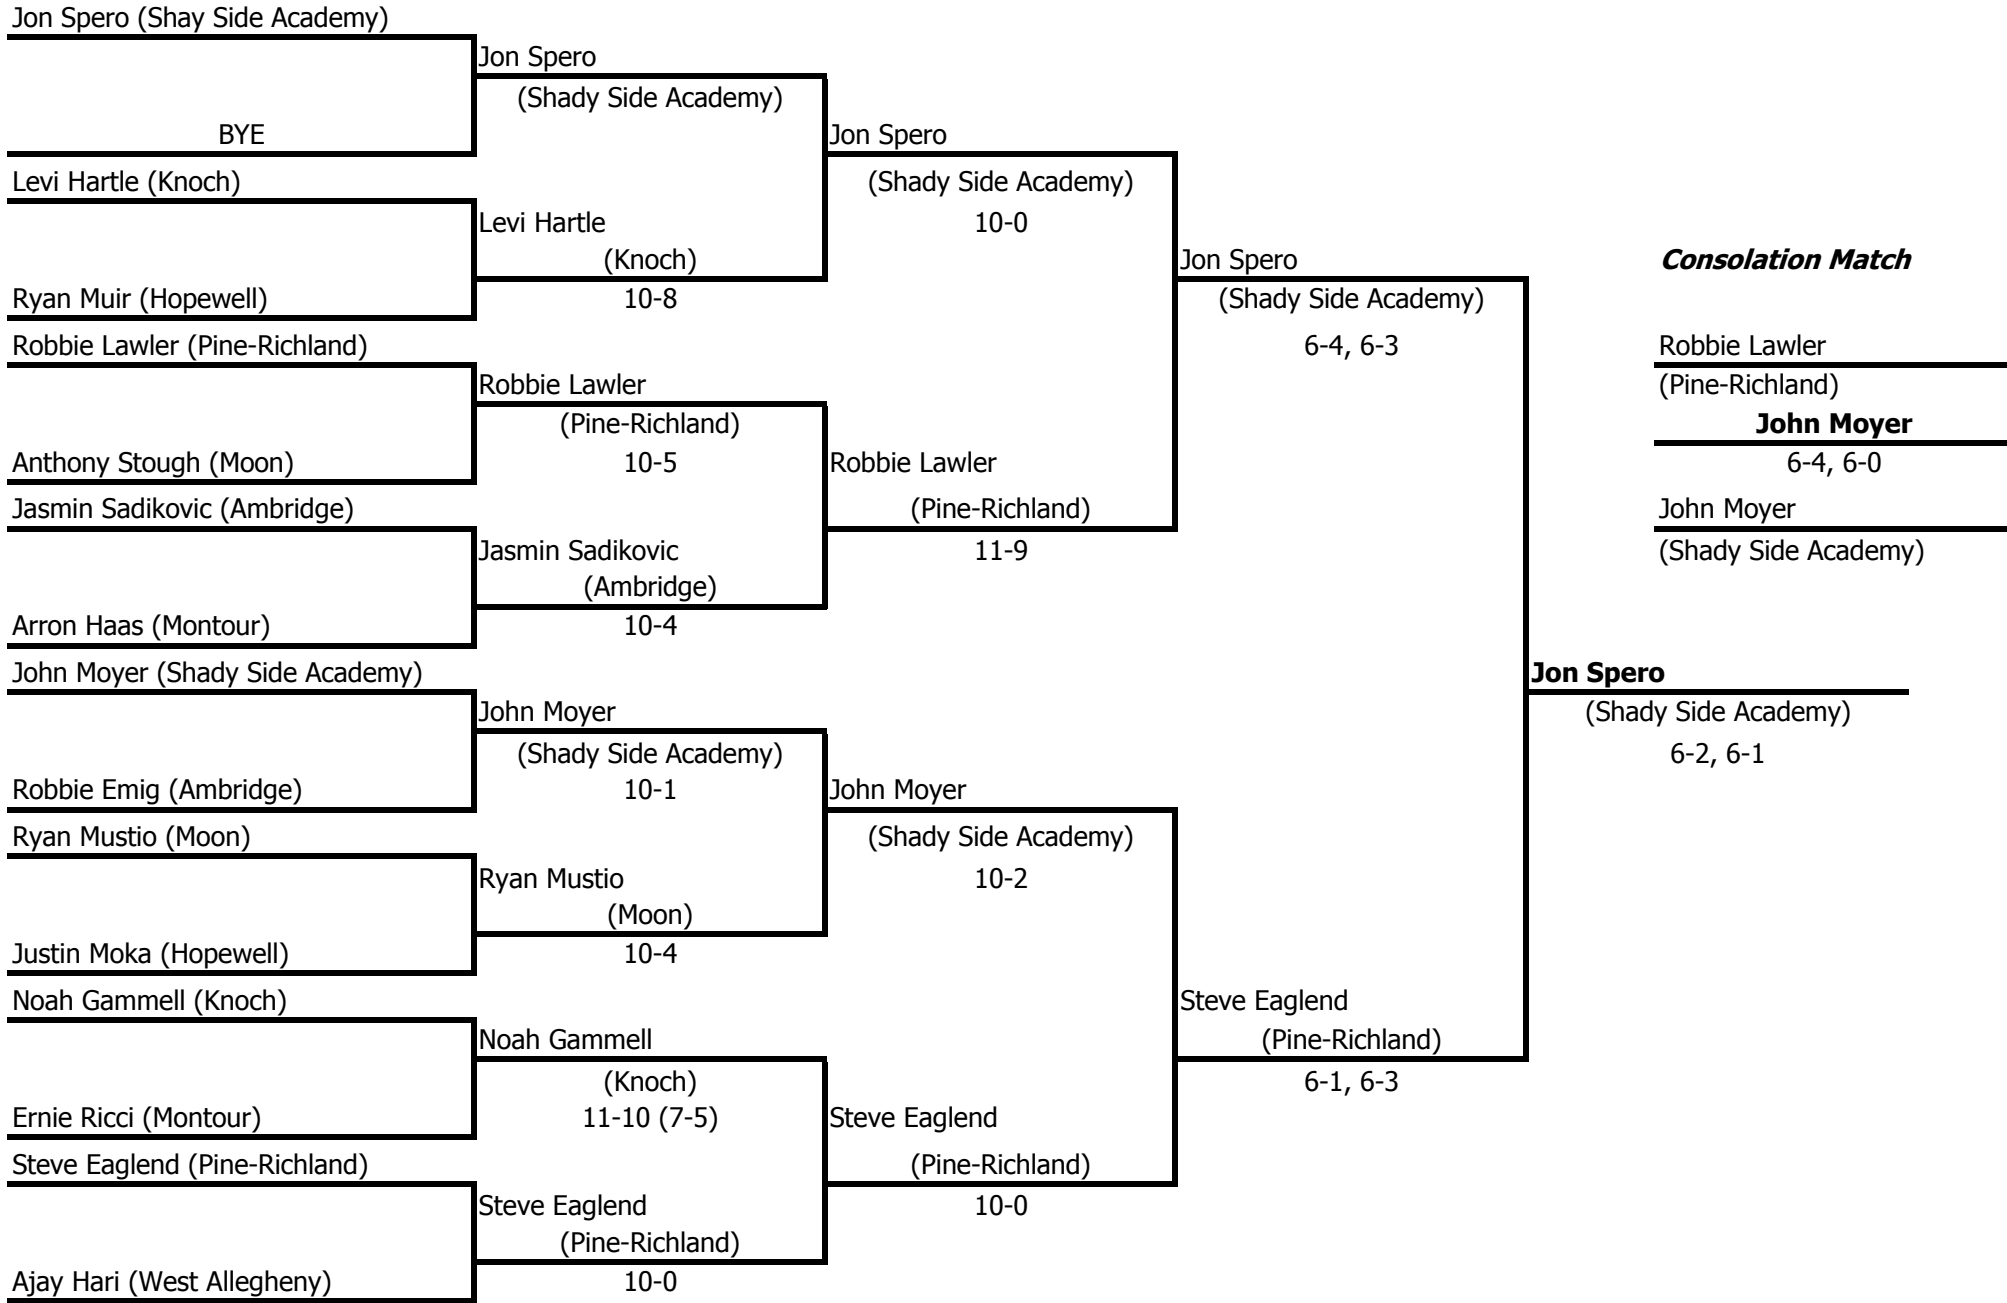 Jon Spero (Shay Side Academy)
Jon Spero
(Shady Side Academy)
BYE
Jon Spero
Levi Hartle (Knoch)
(Shady Side Academy)
Levi Hartle
10-0
(Knoch)
Jon Spero
Consolation Match
Ryan Muir (Hopewell)
10-8
(Shady Side Academy)
Robbie Lawler (Pine-Richland)
6-4, 6-3
Robbie Lawler
Robbie Lawler
(Pine-Richland)
(Pine-Richland)
John Moyer
Anthony Stough (Moon)
10-5
Robbie Lawler
6-4, 6-0
Jasmin Sadikovic (Ambridge)
(Pine-Richland)
John Moyer
Jasmin Sadikovic
11-9
(Shady Side Academy)
(Ambridge)
Arron Haas (Montour)
10-4
John Moyer (Shady Side Academy)
Jon Spero
John Moyer
(Shady Side Academy)
(Shady Side Academy)
6-2, 6-1
Robbie Emig (Ambridge)
10-1
John Moyer
Ryan Mustio (Moon)
(Shady Side Academy)
Ryan Mustio
10-2
(Moon)
Justin Moka (Hopewell)
10-4
Noah Gammell (Knoch)
Steve Eaglend
Noah Gammell
(Pine-Richland)
(Knoch)
6-1, 6-3
Ernie Ricci (Montour)
11-10 (7-5)
Steve Eaglend
Steve Eaglend (Pine-Richland)
(Pine-Richland)
Steve Eaglend
10-0
(Pine-Richland)
Ajay Hari (West Allegheny)
10-0